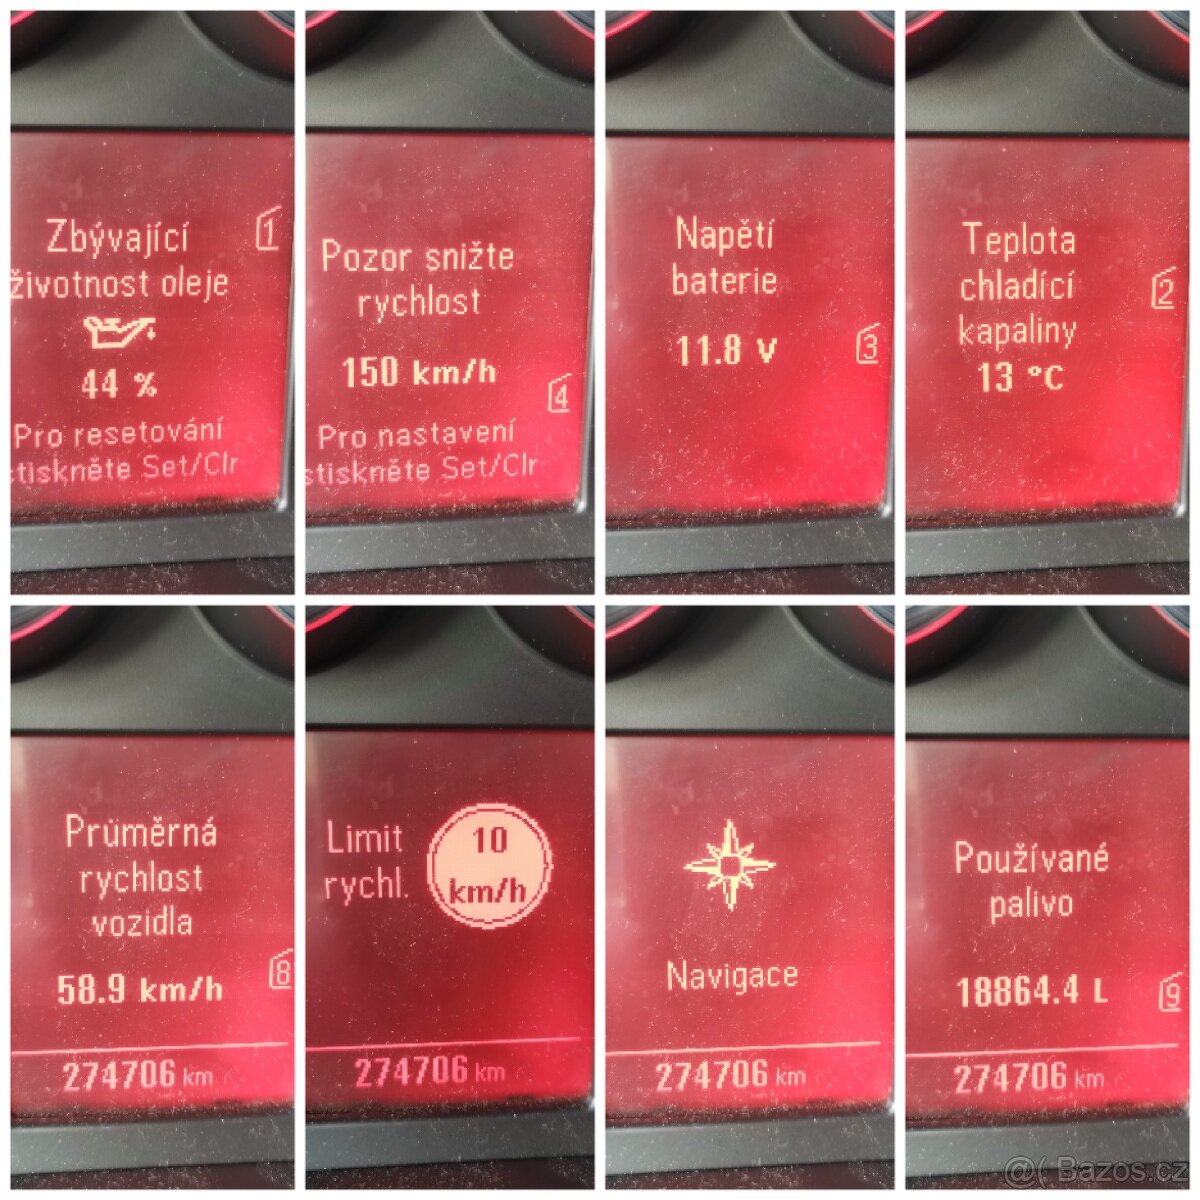 Zbývající
životnost oleje
44 %
Pro resetování
stiskněte Set/Clr
1
Pozor snižte
rychlost
150 km/h
4
Pro nastavení
stiskněte Set/Clr
Napětí
baterie
11.8 V
3
Teplota
chladící
kapaliny
13 °C
2
Průměrná
rychlost
vozidla
58.9 km/h
8
274706 km
Limit
rychl.
10
km/h
274706 km
Navigace
274706 km
Používané
palivo
18864.4 L
9
274706 km
@( Bazos.cz